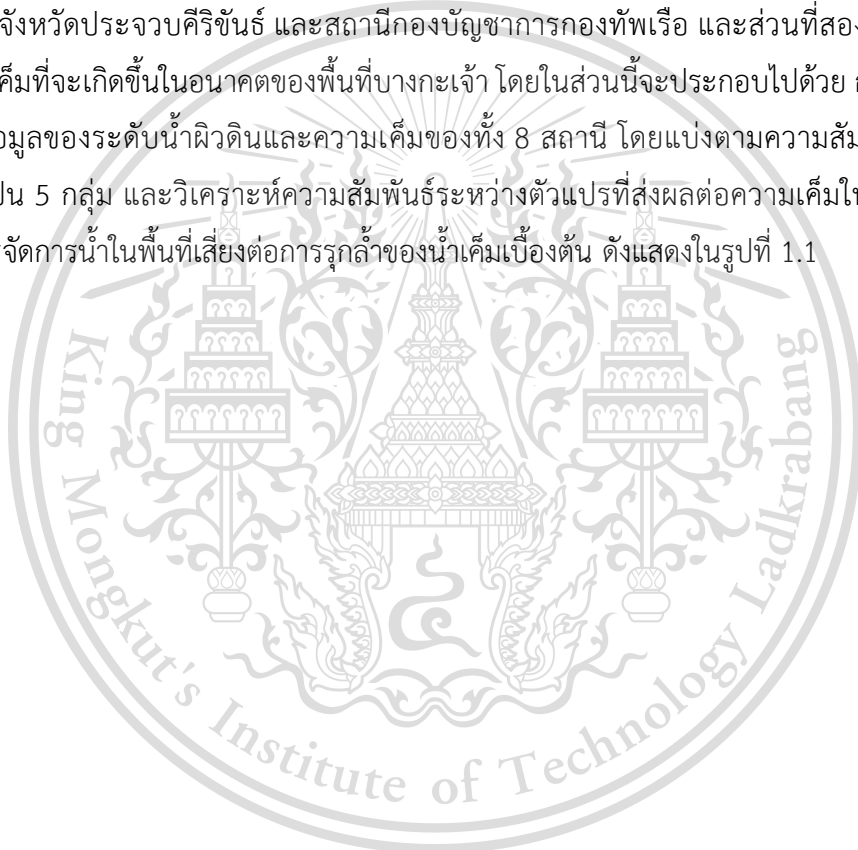 จังหวัดประจวบคีรีขันธ์ และสถานีกองบัญชาการกองทัพเรือ และส่วนที่สอง
ค็มที่จะเกิดขึ้นในอนาคตของพื้นที่บางกะเจ้า โดยในส่วนนี้จะประกอบไปด้วย
อมูลของระดับน้ำผิวดินและความเค็มของทั้ง 8 สถานี โดยแบ่งตามความสัม
ป็น 5 กลุ่ม และวิเคราะห์ความสัมพันธ์ระหว่างตัวแปรที่ส่งผลต่อความเค็มใน
จัดการน้ำในพื้นที่เสี่ยงต่อการรุกล้ำของน้ำเค็มเบื้องต้น ดังแสดงในรูปที่ 1.1
King Mongkut's Institute of Technology Ladkrabang